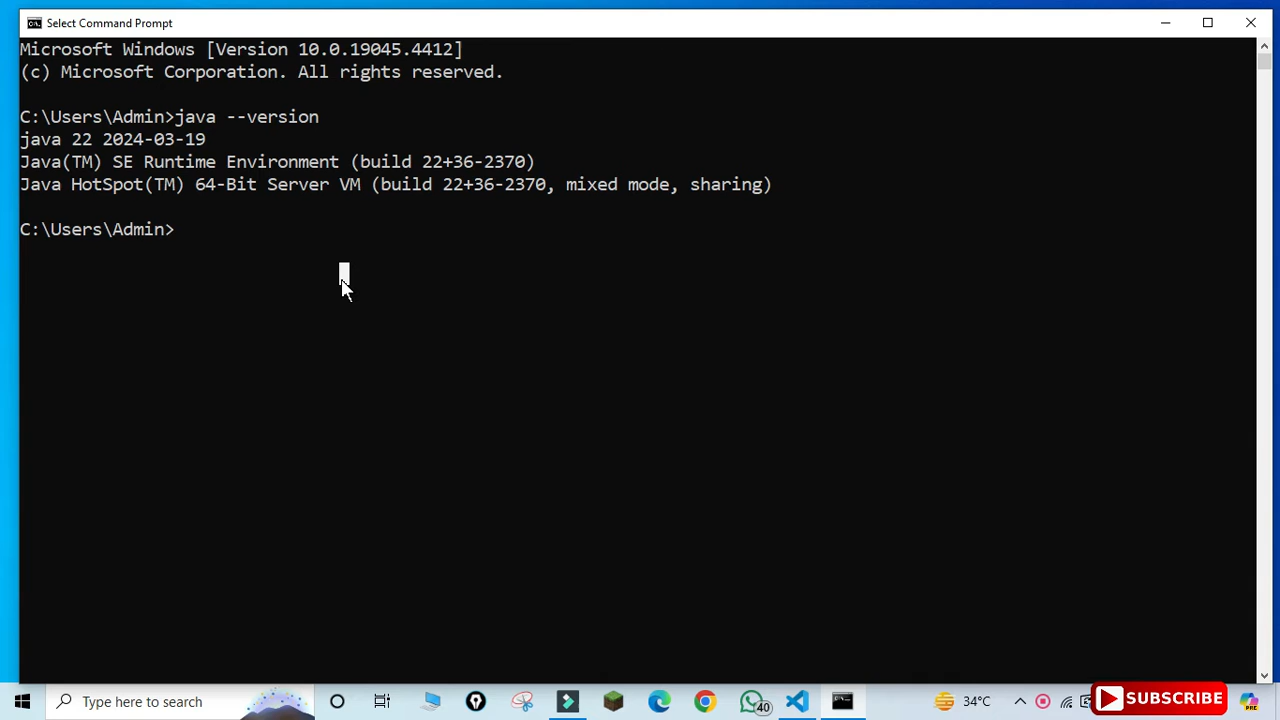 Select Command Prompt
Microsoft Windows [Version 10.0.19045.4412]
(c) Microsoft Corporation. All rights reserved.
C:\Users\Admin>java --version
java 22 2024-03-19
Java(TM) SE Runtime Environment (build 22+36-2370)
Java HotSpot(TM) 64-Bit Server VM (build 22+36-2370, mixed mode, sharing)
C:\Users\Admin>
Type here to search
40
34°C
SUBSCRIBE
PRE